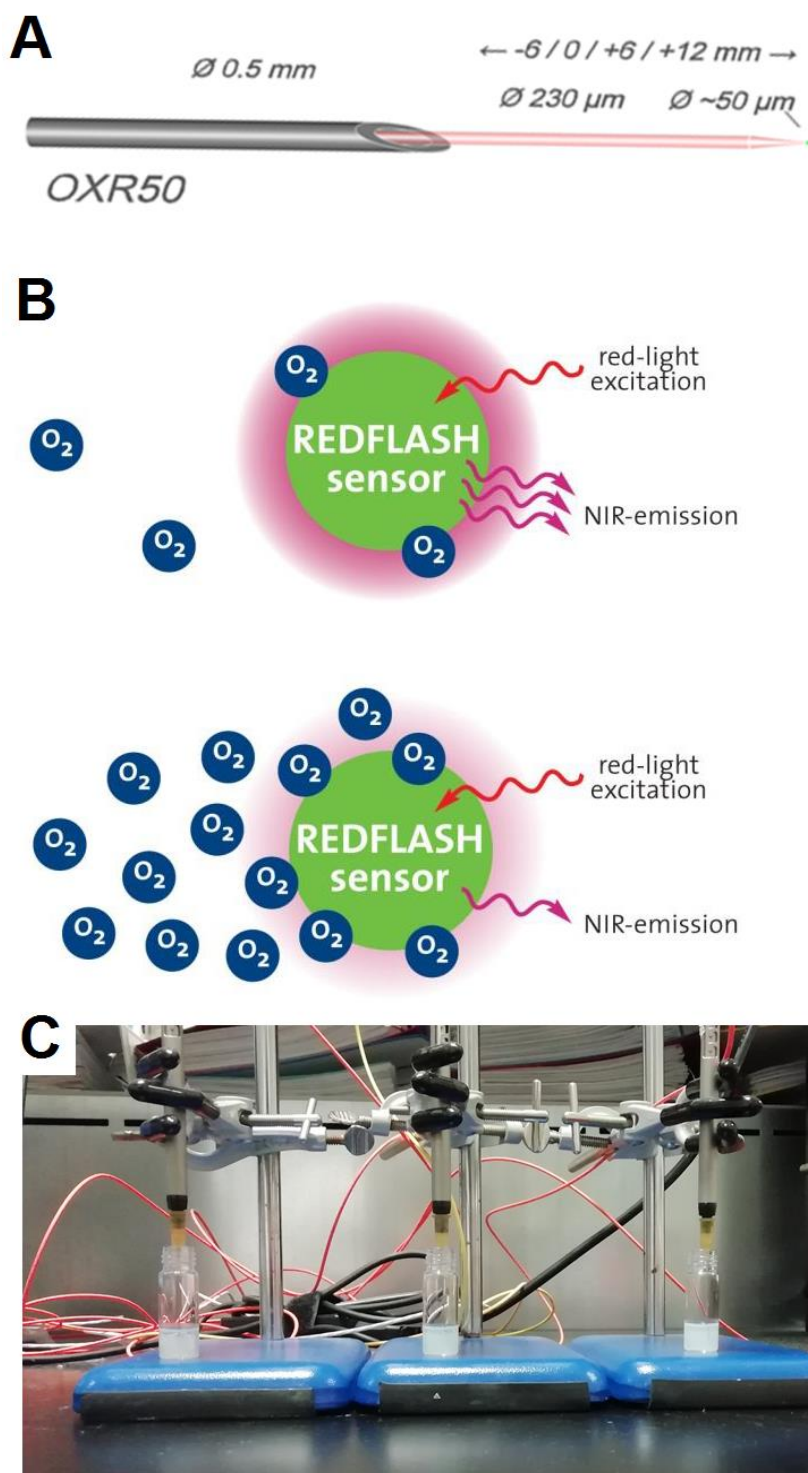 A
Ø 0.5 mm
← -6 / 0 / +6 / +12 mm →
Ø 230 µm
Ø ~50 µm
OXR50
B
O₂
O₂
O₂
O₂
REDFLASH
sensor
red-light
excitation
NIR-emission
O₂
O₂
O₂
O₂
O₂
O₂
O₂
O₂
O₂
O₂
O₂
O₂
O₂
O₂
REDFLASH
sensor
red-light
excitation
NIR-emission
C